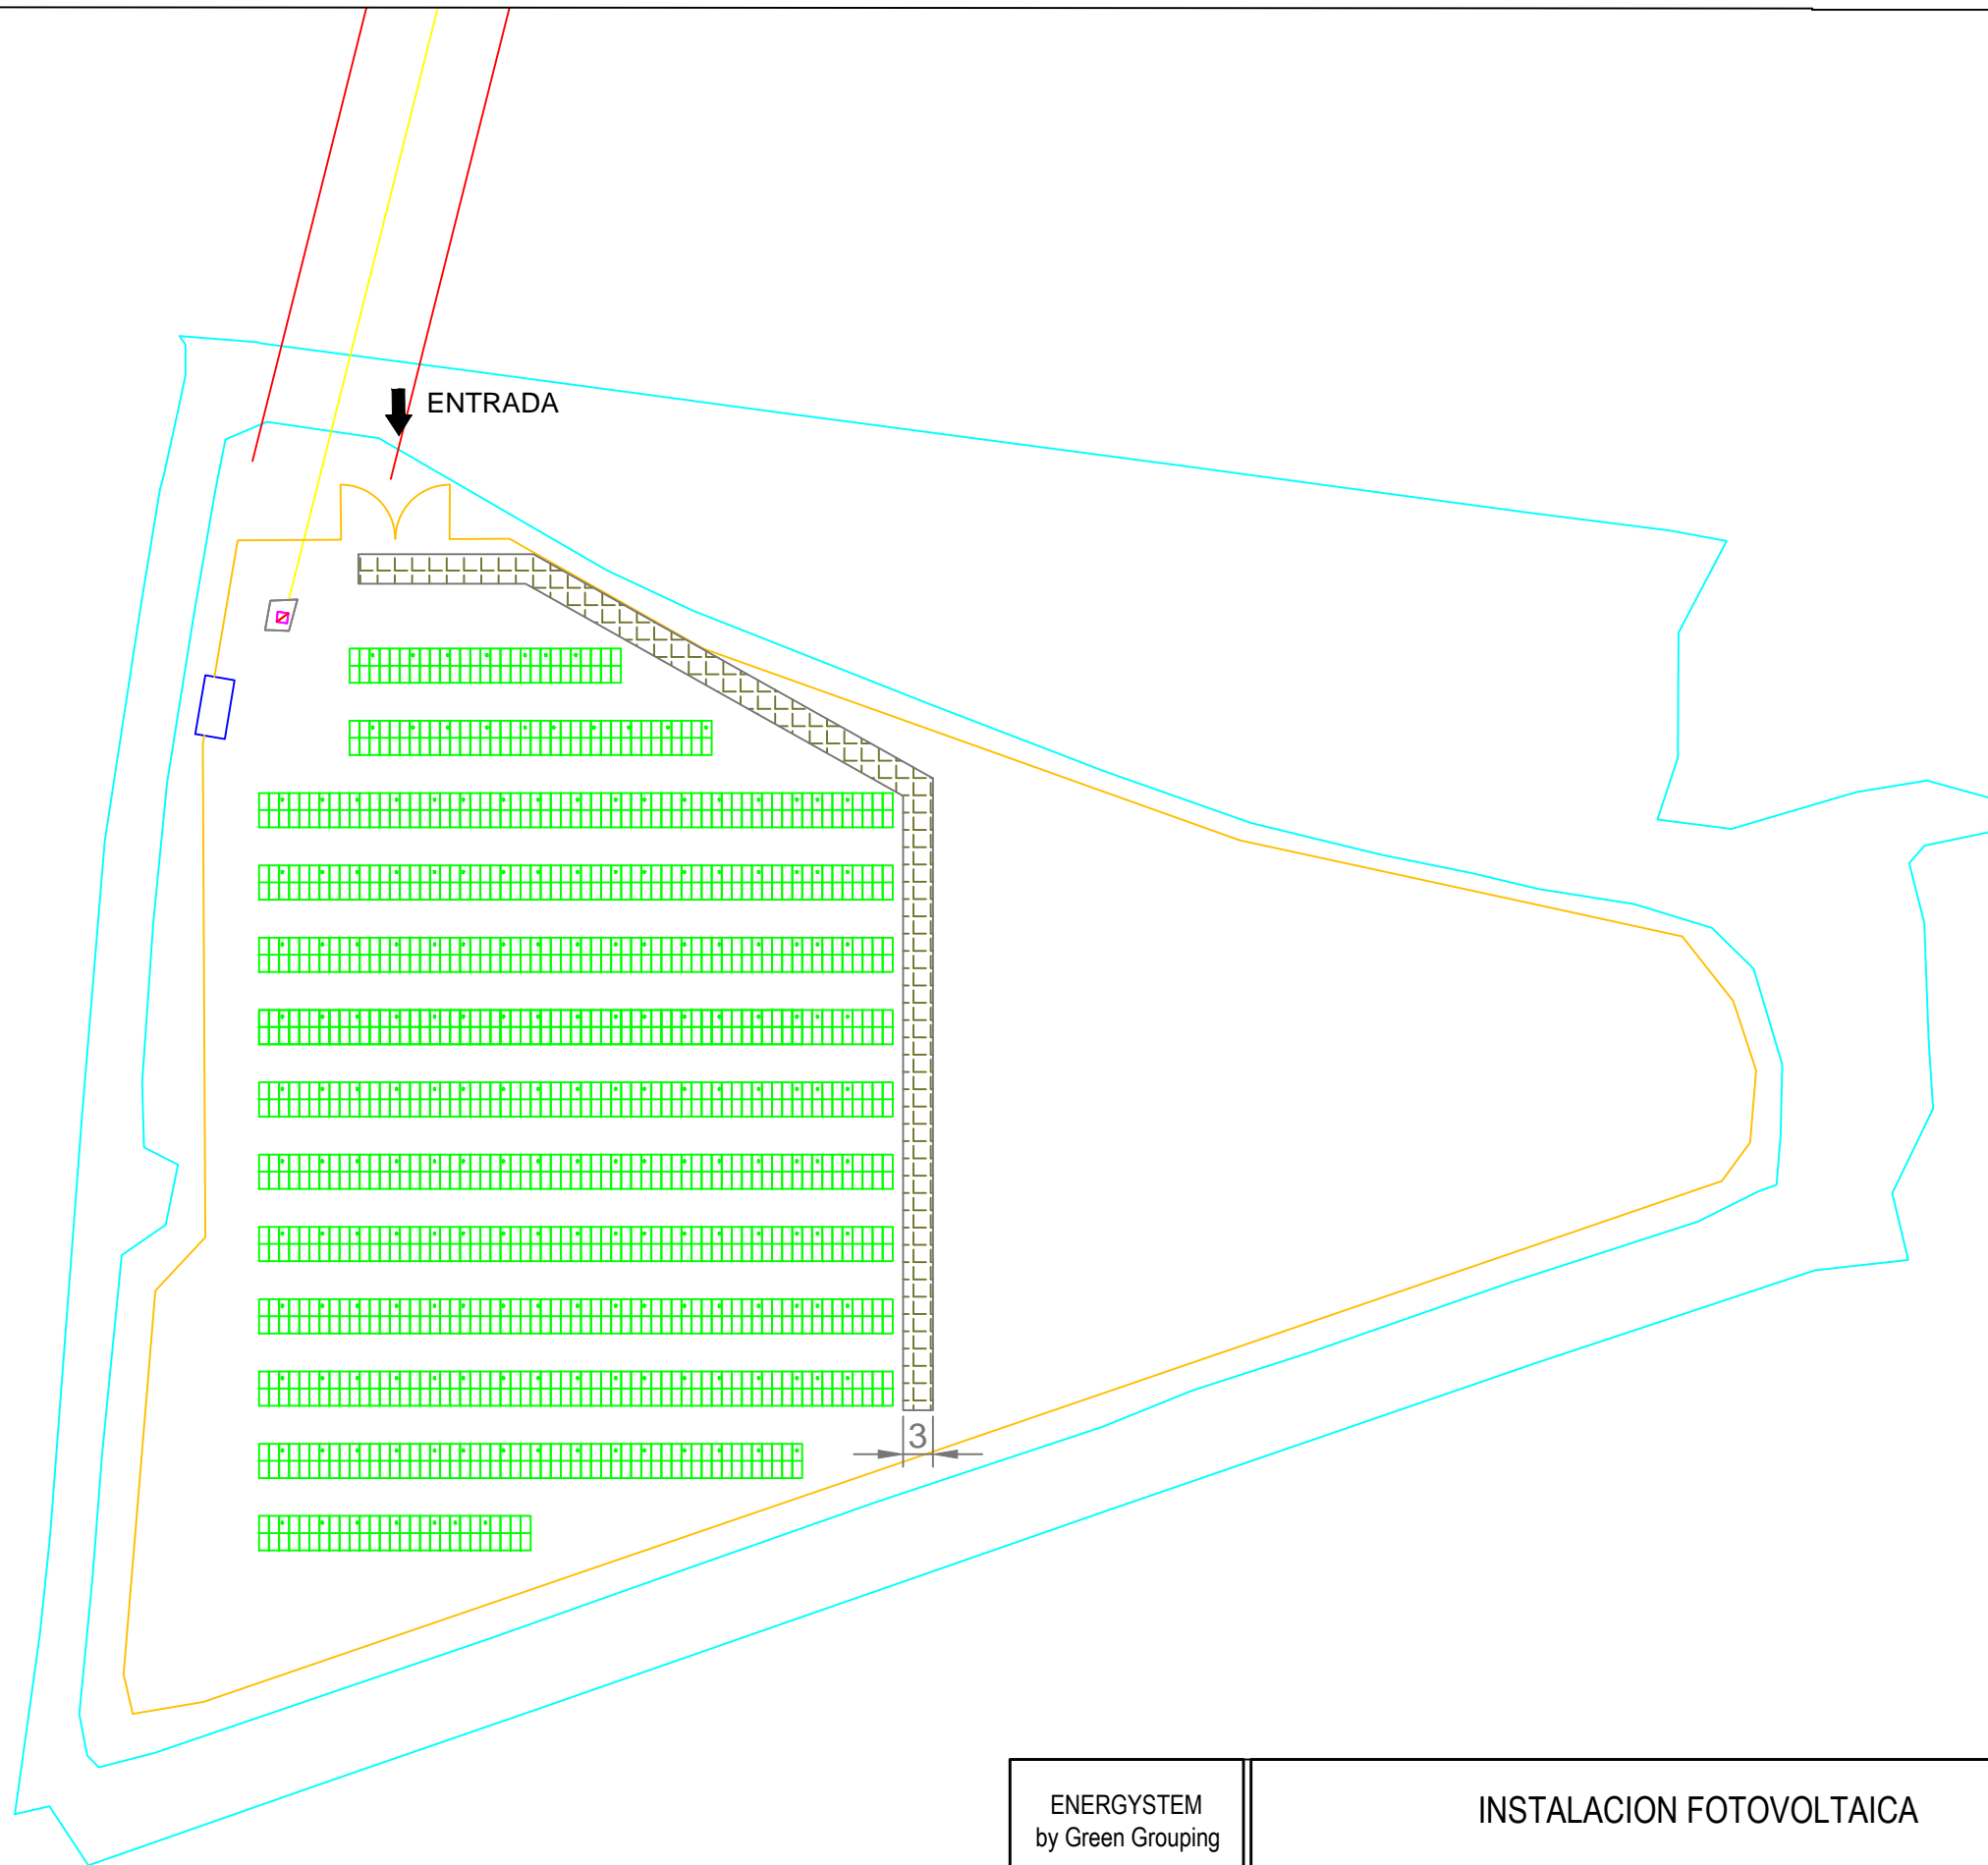 ENTRADA
3
ENERGYSTEM
by Green Grouping
INSTALACION FOTOVOLTAICA